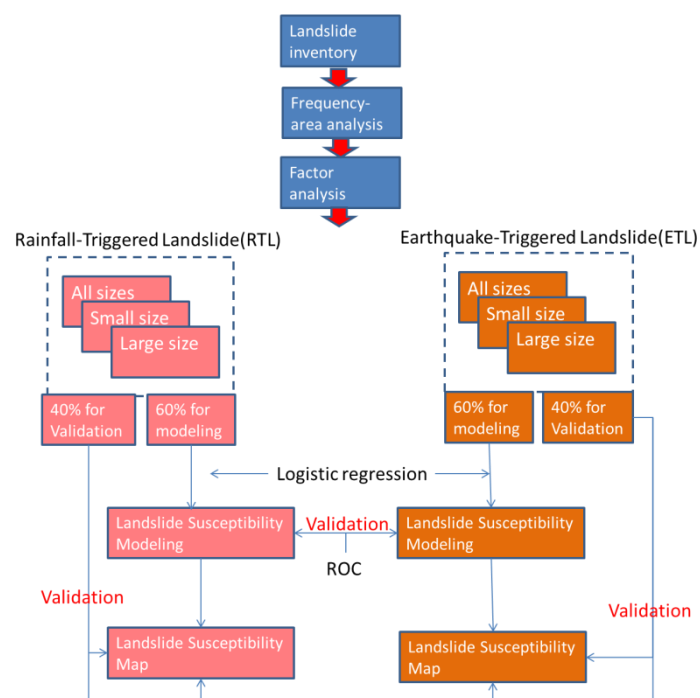 Landslide
inventory
Frequency-
area analysis
Factor
analysis
Rainfall-Triggered Landslide(RTL)
Earthquake-Triggered Landslide(ETL)
All sizes
Small size
Large size
All sizes
Small size
Large size
40% for
Validation
60% for
modeling
60% for
modeling
40% for
Validation
Logistic regression
Landslide Susceptibility
Modeling
Validation
ROC
Landslide Susceptibility
Modeling
Validation
Validation
Landslide Susceptibility
Map
Landslide Susceptibility
Map